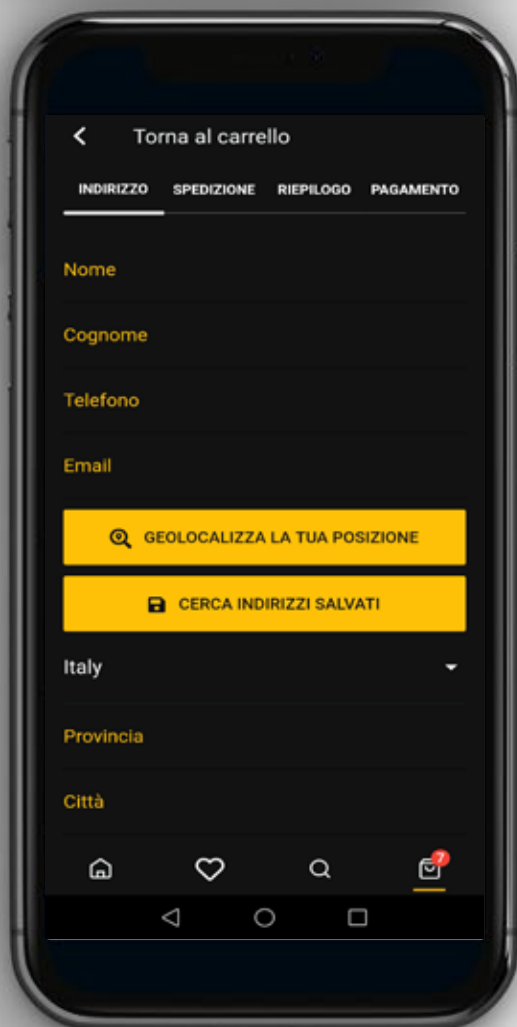 Torna al carrello
INDIRIZZO SPEDIZIONE RIEPILOGO PAGAMENTO
Nome
Cognome
Telefono
Email
GEOLOCALIZZA LA TUA POSIZIONE
CERCA INDIRIZZI SALVATI
Italy
Provincia
Città
7